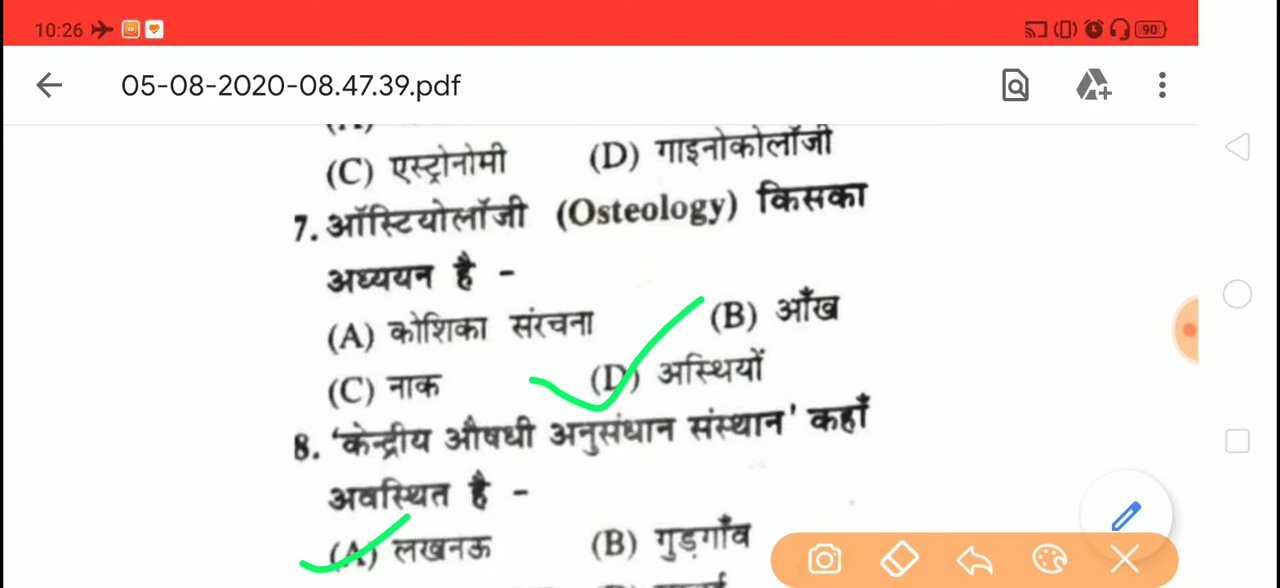 10:26
90
05-08-2020-08.47.39.pdf
(C) एस्ट्रोनोमी (D) गाइनोकोलॉजी
7. ऑस्टियोलॉजी (Osteology) किसका
अध्ययन है -
(A) कोशिका संरचना (B) आँख
(C) नाक (D) अस्थियों
8. 'केन्द्रीय औषधी अनुसंधान संस्थान' कहाँ
अवस्थित है -
(A) लखनऊ (B) गुड़गाँव